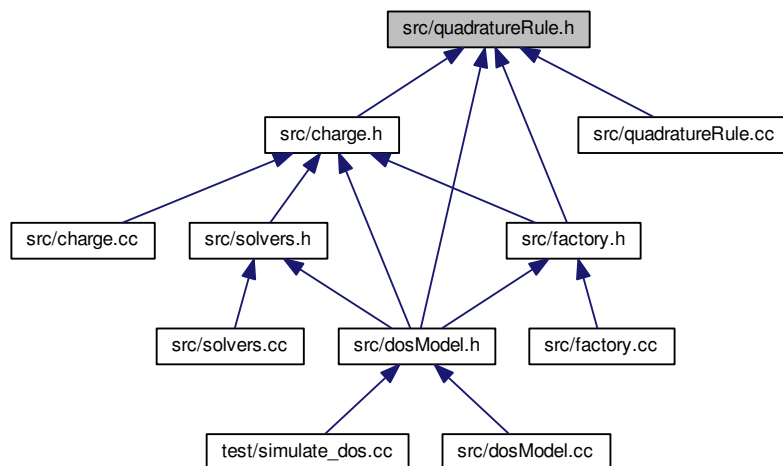 src/quadratureRule.h
src/charge.h
src/quadratureRule.cc
src/charge.cc
src/solvers.h
src/factory.h
src/solvers.cc
src/dosModel.h
src/factory.cc
test/simulate_dos.cc
src/dosModel.cc